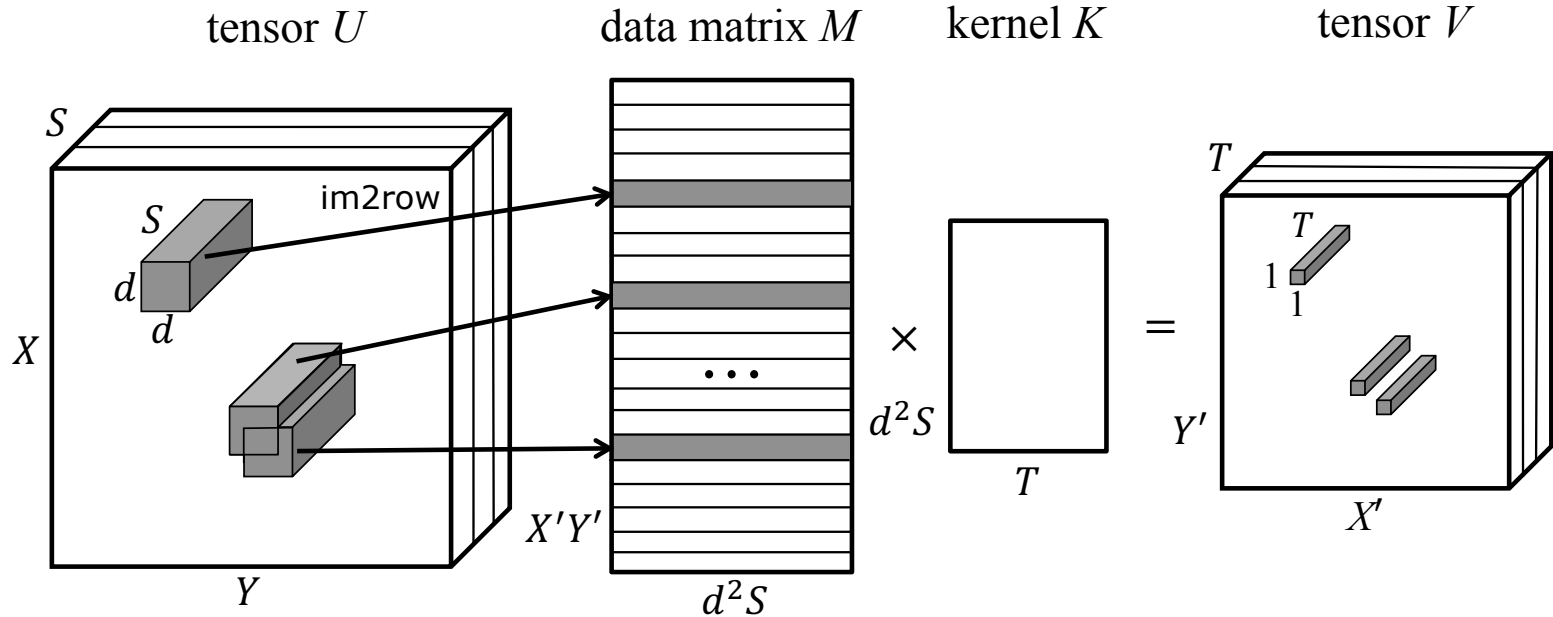 tensor U
data matrix M
kernel K
tensor V
S
im2row
S
d
d
X
Y
X′Y′
...
d²S
×
d²S
T
=
T
T
1
1
Y′
X′